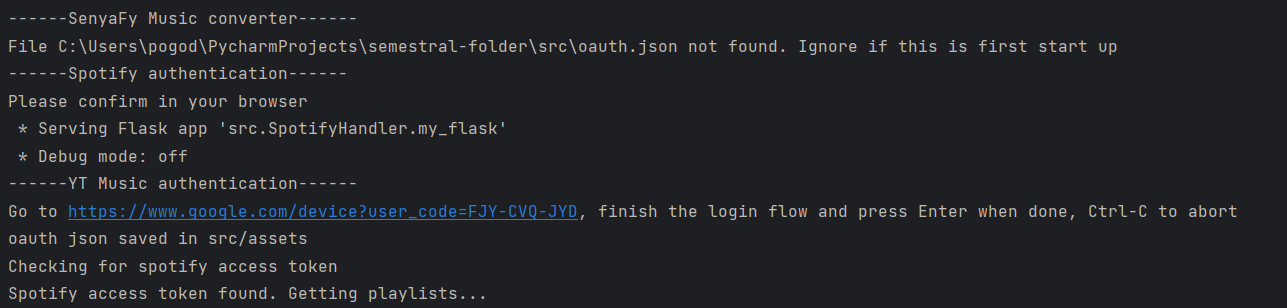 ------SenyaFy Music converter------
File C:\Users\pogod\PycharmProjects\semestral-folder\src\oauth.json not found. Ignore if this is first start up
------Spotify authentication------
Please confirm in your browser
 * Serving Flask app 'src.SpotifyHandler.my_flask'
 * Debug mode: off
------YT Music authentication------
Go to https://www.google.com/device?user_code=FJY-CVQ-JYD, finish the login flow and press Enter when done, Ctrl-C to abort
oauth json saved in src/assets
Checking for spotify access token
Spotify access token found. Getting playlists...